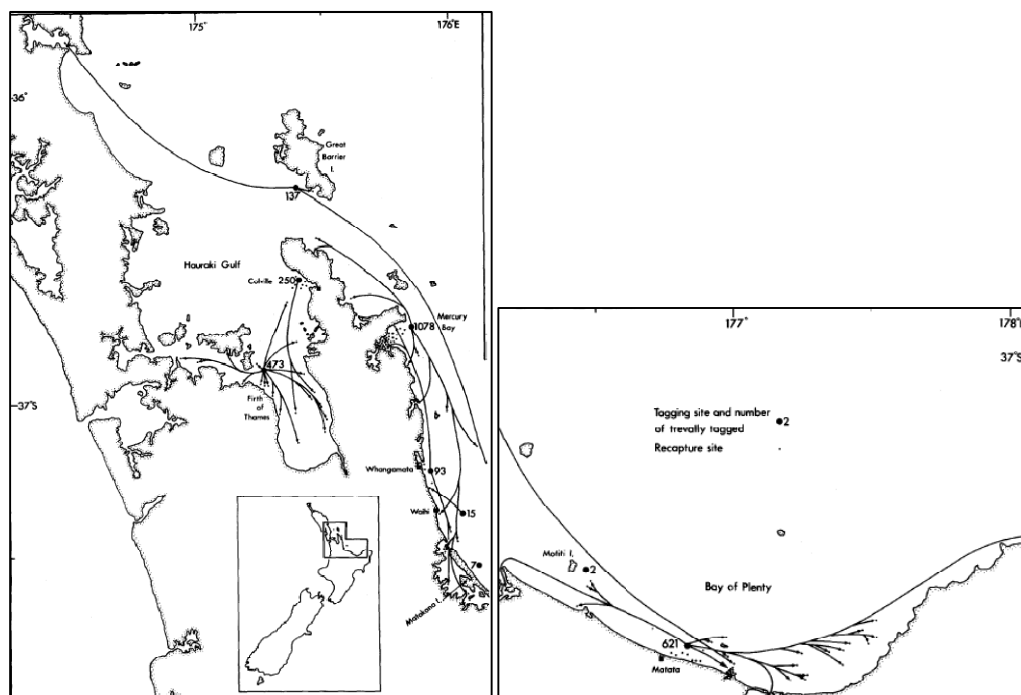 175°
176°E
36°
Great
Barrier
I.
137
Hauraki Gulf
Colville
250
Mercury
Bay
1078
473
Firth
of
Thames
37°S
Whangamata
93
Waihi
15
7
Matakana I.
177°
178°
37°S
Tagging site and number
of trevally tagged
2
Recapture site
Motiti I.
2
Bay of Plenty
621
Matata